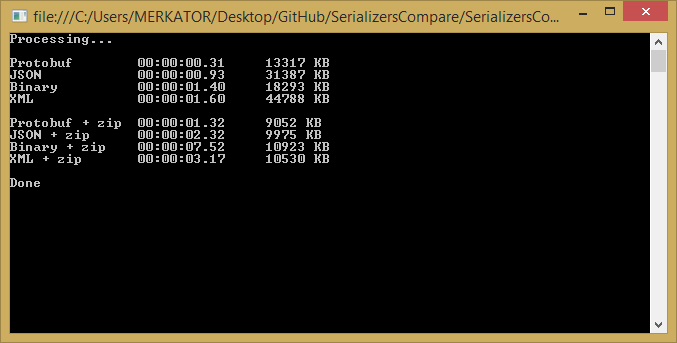 file:///C:/Users/MERKATOR/Desktop/GitHub/SerializersCompare/SerializersCo...
Processing...
Protobuf 00:00:00.31 13317 KB
JSON 00:00:00.93 31387 KB
Binary 00:00:01.40 18293 KB
XML 00:00:01.60 44788 KB
Protobuf + zip 00:00:01.32 9052 KB
JSON + zip 00:00:02.32 9975 KB
Binary + zip 00:00:07.52 10923 KB
XML + zip 00:00:03.17 10530 KB
Done